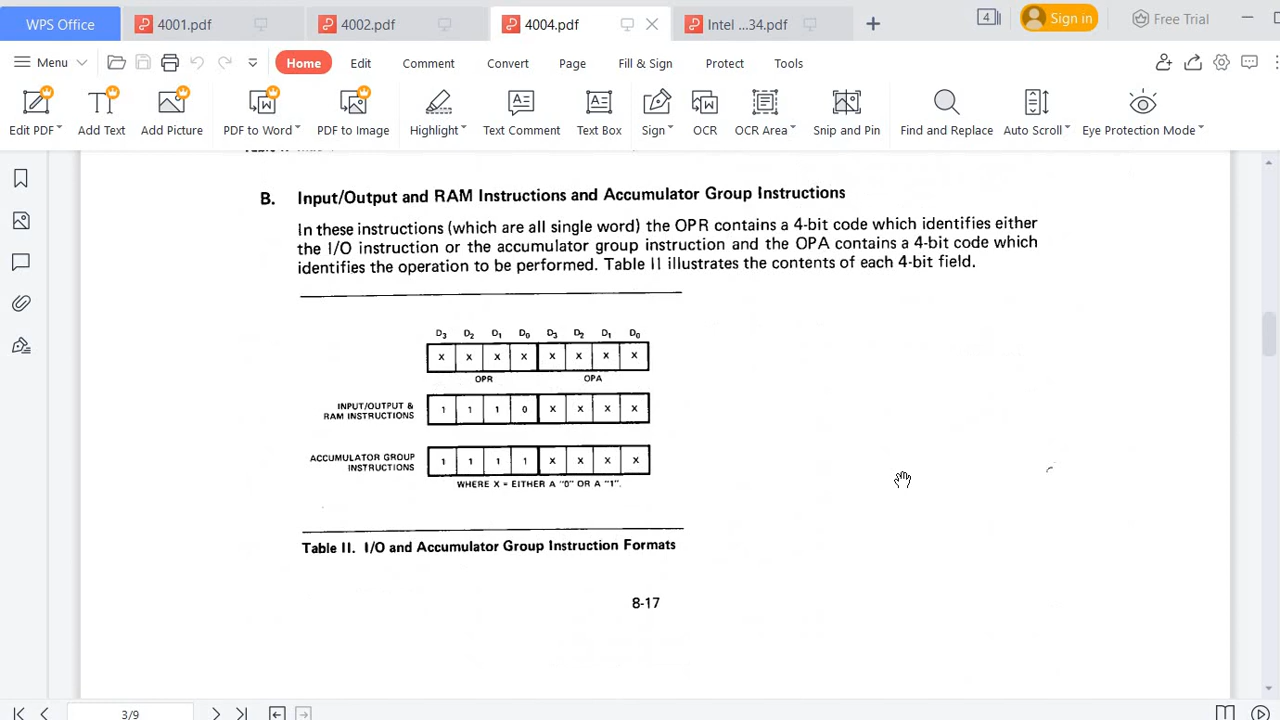 WPS Office 4001.pdf 4002.pdf 4004.pdf Intel ...34.pdf 4 Sign in Free Trial
Menu Home Edit Comment Convert Page Fill & Sign Protect Tools
Edit PDF Add Text Add Picture PDF to Word PDF to Image Highlight Text Comment Text Box Sign OCR OCR Area Snip and Pin Find and Replace Auto Scroll Eye Protection Mode
B. Input/Output and RAM Instructions and Accumulator Group Instructions
In these instructions (which are all single word) the OPR contains a 4-bit code which identifies either
the I/O instruction or the accumulator group instruction and the OPA contains a 4-bit code which
identifies the operation to be performed. Table II illustrates the contents of each 4-bit field.
D3 D2 D1 D0 D3 D2 D1 D0
X X X X X X X X
OPR OPA
INPUT/OUTPUT &
RAM INSTRUCTIONS
1 1 1 0 X X X X
ACCUMULATOR GROUP
INSTRUCTIONS
1 1 1 1 X X X X
WHERE X = EITHER A "0" OR A "1".
Table II. I/O and Accumulator Group Instruction Formats
8-17
3/9